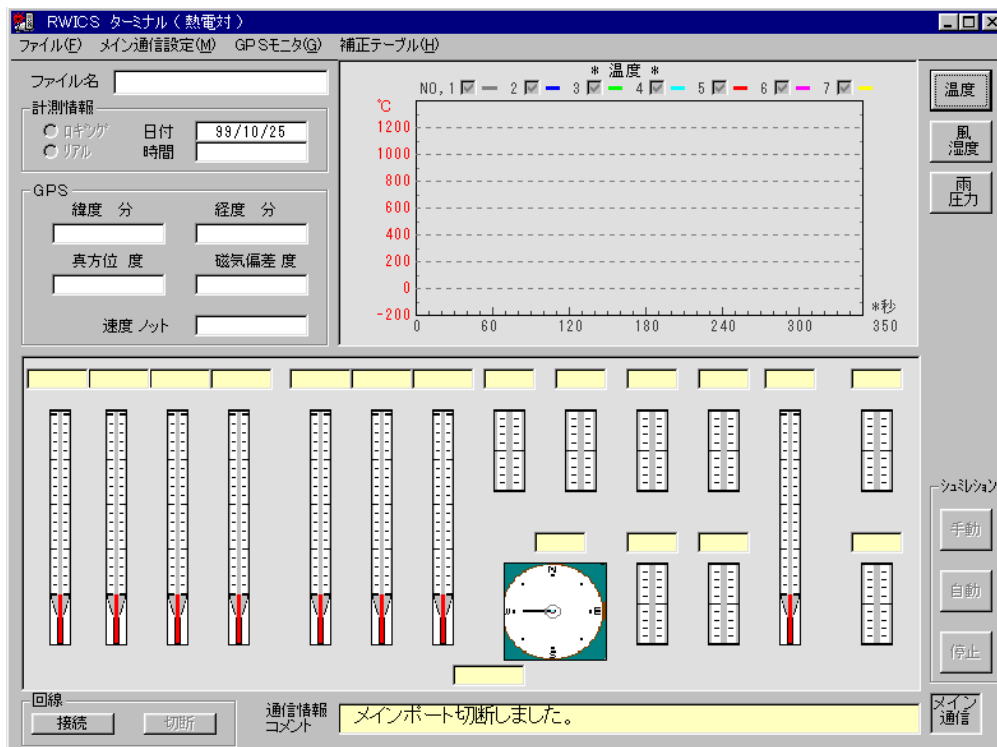 RWICS ターミナル（熱電対）
ファイル(F) メイン通信設定(M) GPSモニタ(G) 補正テーブル(H)
ファイル名
計測情報
ロギング 日付 99/10/25
リアル 時間
GPS
緯度 分 経度 分
真方位 度 磁気偏差 度
速度 ノット
* 温度 *
NO, 1 2 3 4 5 6 7
℃
1200
1000
800
600
400
200
0
-200
0 60 120 180 240 300 350
*秒
温度
風
湿度
雨
圧力
N
E
S
シュミレション
手動
自動
停止
回線
接続 切断
通信情報
コメント
メインポート切断しました。
メイン
通信